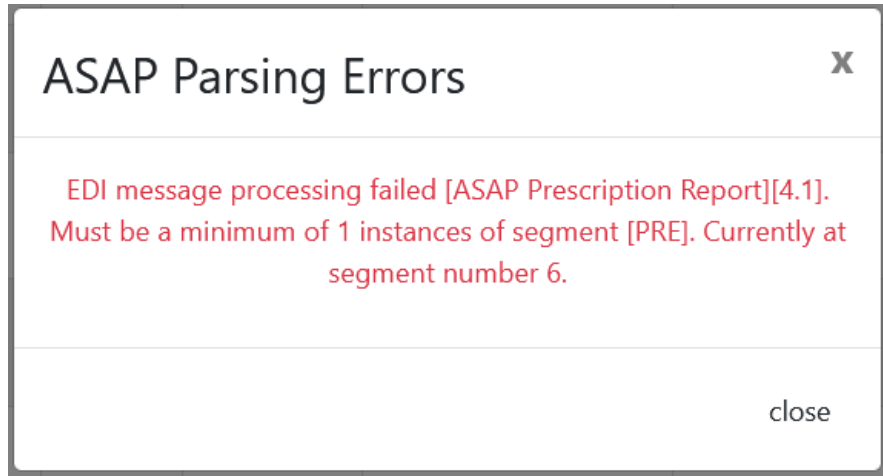 ASAP Parsing Errors
x
EDI message processing failed [ASAP Prescription Report][4.1].
Must be a minimum of 1 instances of segment [PRE]. Currently at
segment number 6.
close